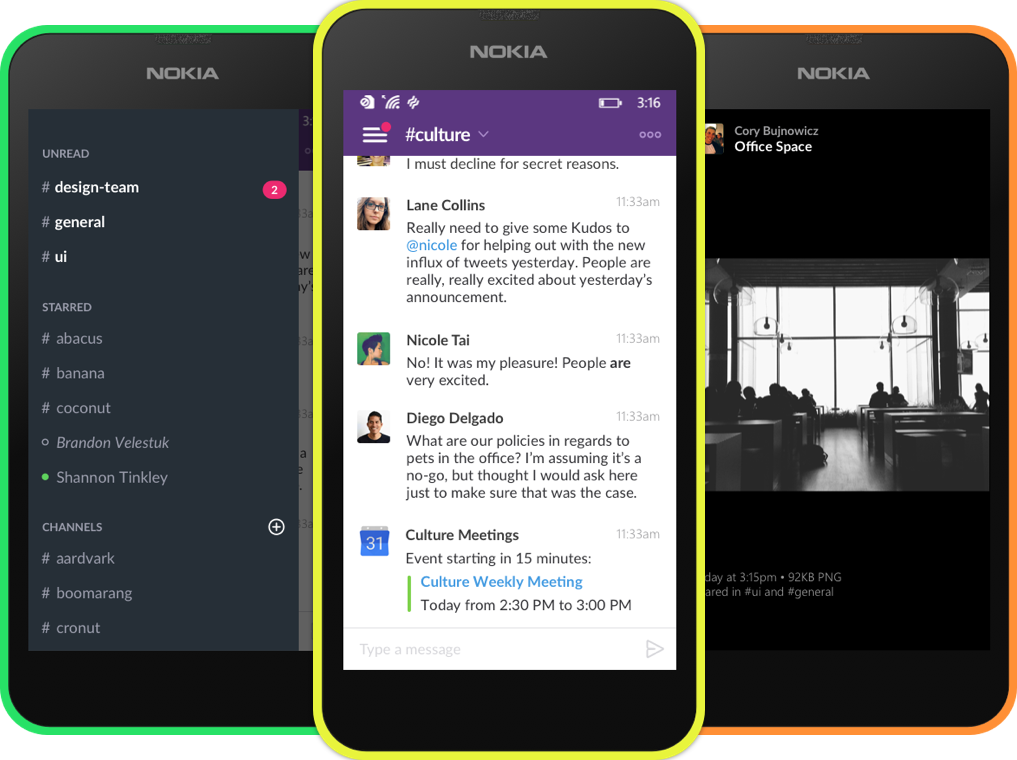 NOKIA
UNREAD
# design-team
2
# general
# ui
STARRED
# abacus
# banana
# coconut
Brandon Velestuk
Shannon Tinkley
CHANNELS
# aardvark
# boomarang
# cronut
NOKIA
3:16
#culture
I must decline for secret reasons.
Lane Collins
11:33am
Really need to give some Kudos to
@nicole for helping out with the new
influx of tweets yesterday. People are
really, really excited about yesterday's
announcement.
Nicole Tai
11:33am
No! It was my pleasure! People are
very excited.
Diego Delgado
11:33am
What are our policies in regards to
pets in the office? I'm assuming it's a
no-go, but thought I would ask here
just to make sure that was the case.
31
Culture Meetings
11:33am
Event starting in 15 minutes:
Culture Weekly Meeting
Today from 2:30 PM to 3:00 PM
Type a message
NOKIA
Cory Bujnowicz
Office Space
day at 3:15pm • 92KB PNG
ared in #ui and #general